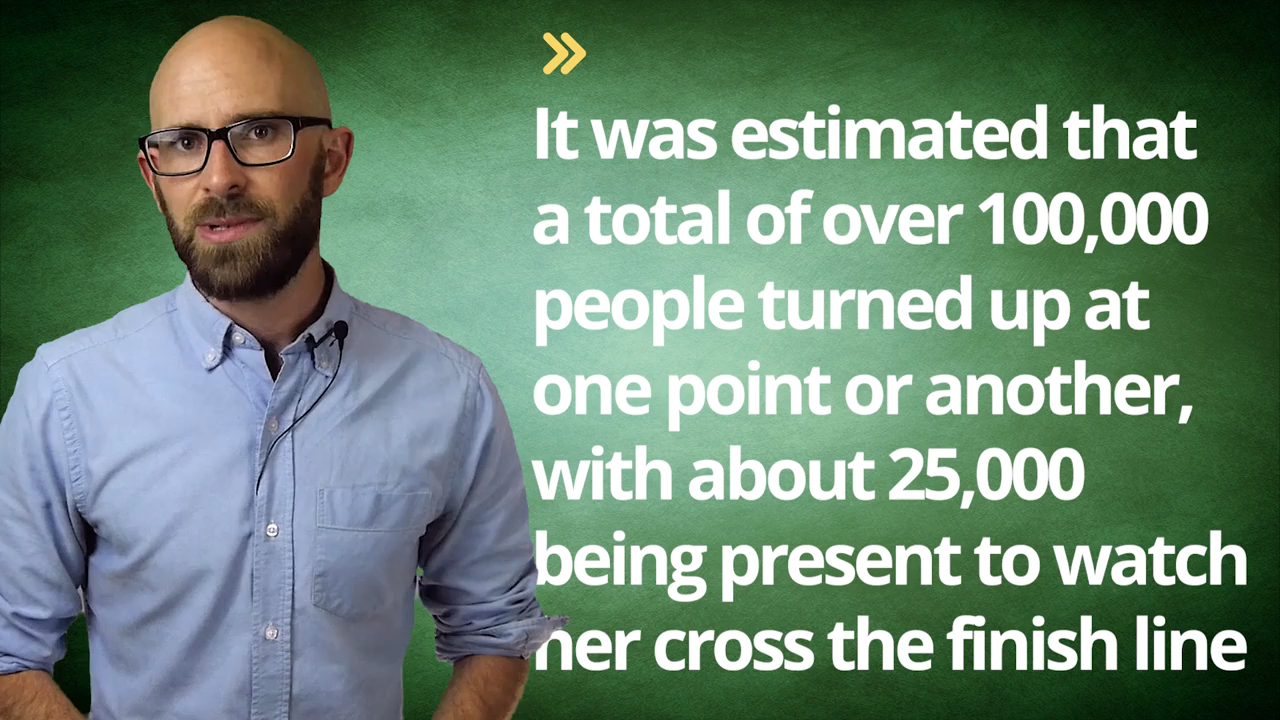 It was estimated that
a total of over 100,000
people turned up at
one point or another,
with about 25,000
being present to watch
her cross the finish line